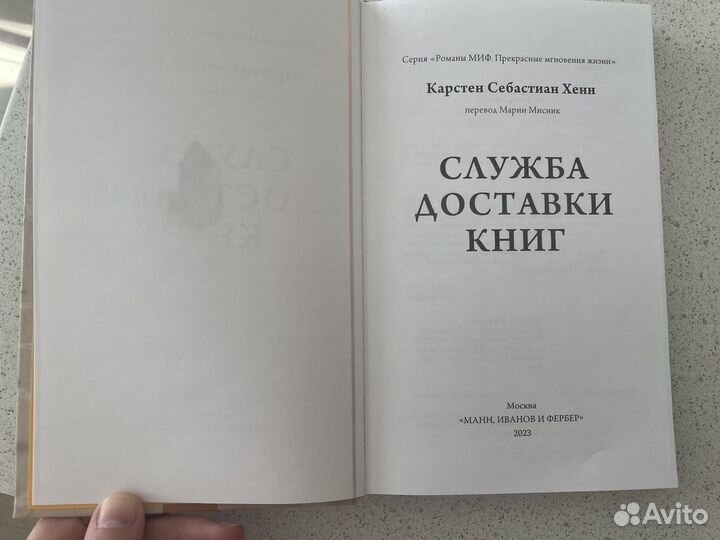 Серия «Романы МИФ. Прекрасные мгновения жизни»
Карстен Себастиан Хенн
перевод Марии Мисник
СЛУЖБА
ДОСТАВКИ
КНИГ
Москва
«МАНН, ИВАНОВ И ФЕРБЕР»
2023
Avito